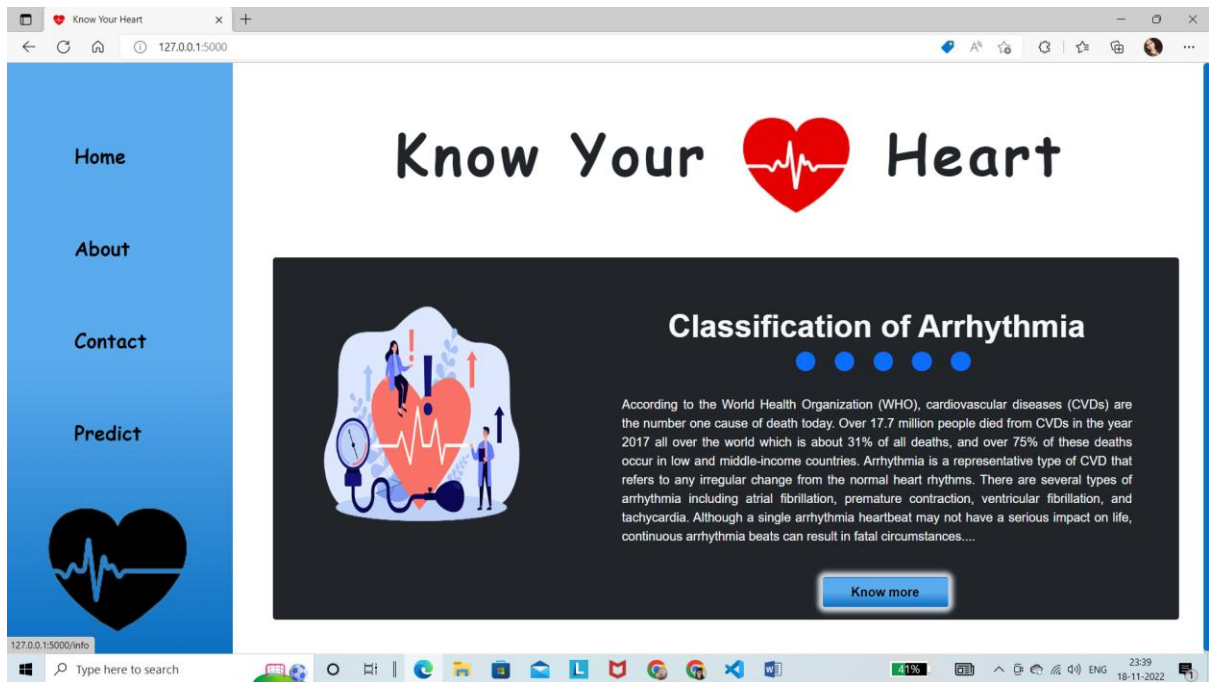 Know Your Heart
127.0.0.1:5000
Home
About
Contact
Predict
Know Your Heart
Classification of Arrhythmia
According to the World Health Organization (WHO), cardiovascular diseases (CVDs) are
the number one cause of death today. Over 17.7 million people died from CVDs in the year
2017 all over the world which is about 31% of all deaths, and over 75% of these deaths
occur in low and middle-income countries. Arrhythmia is a representative type of CVD that
refers to any irregular change from the normal heart rhythms. There are several types of
arrhythmia including atrial fibrillation, premature contraction, ventricular fibrillation, and
tachycardia. Although a single arrhythmia heartbeat may not have a serious impact on life,
continuous arrhythmia beats can result in fatal circumstances....
Know more
127.0.0.1:5000/info
Type here to search
41%
ENG
23:39
18-11-2022